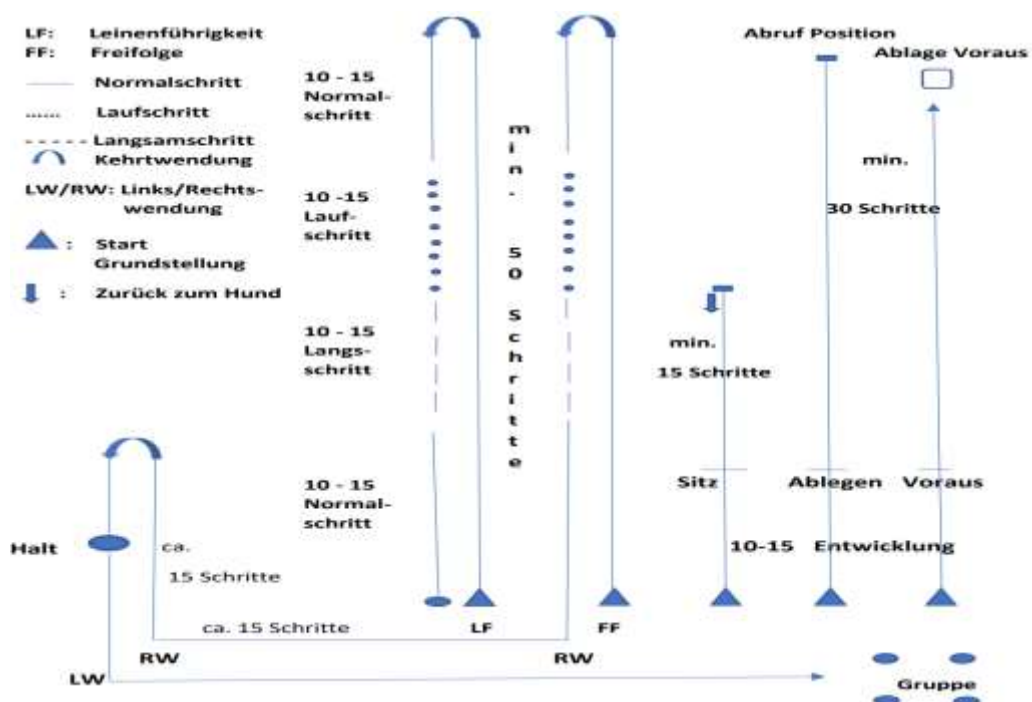 LF: Leinenführigkeit
FF: Freifolge
Normalschritt
Laufschritt
Langsamschritt
Kehrtwendung
LW/RW: Links/Rechts-
wendung
: Start
Grundstellung
: Zurück zum Hund
10 - 15
Normal-
schritt
10 -15
Lauf-
schritt
10 - 15
Langs-
schritt
10 - 15
Normal-
schritt
min. 50 Schritte
Abruf Position
Ablage Voraus
min.
30 Schritte
min.
15 Schritte
Sitz
Ablegen
Voraus
10-15 Entwicklung
Halt
ca.
15 Schritte
ca. 15 Schritte
LF
FF
RW
RW
LW
Gruppe